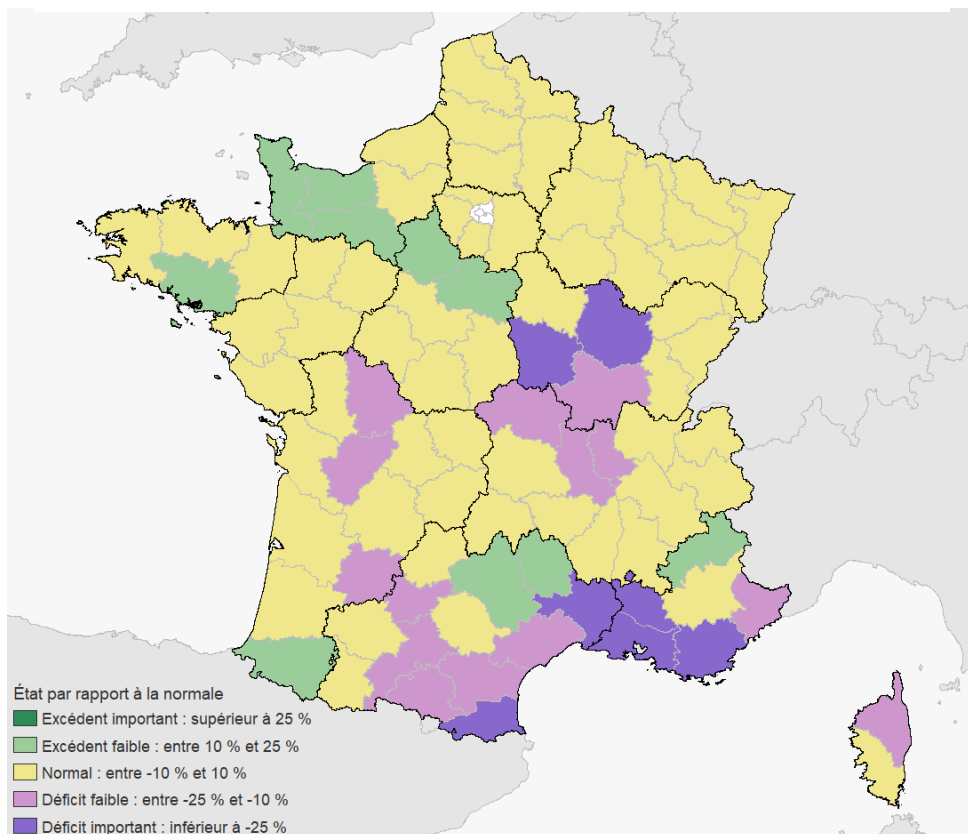 État par rapport à la normale
Excédent important : supérieur à 25 %
Excédent faible : entre 10 % et 25 %
Normal : entre -10 % et 10 %
Déficit faible : entre -25 % et -10 %
Déficit important : inférieur à -25 %